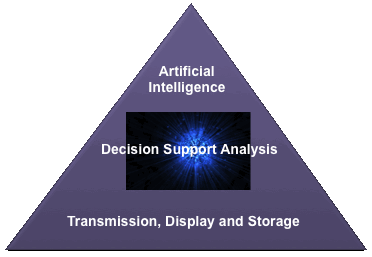 Artificial
Intelligence
Decision Support Analysis
Transmission, Display and Storage